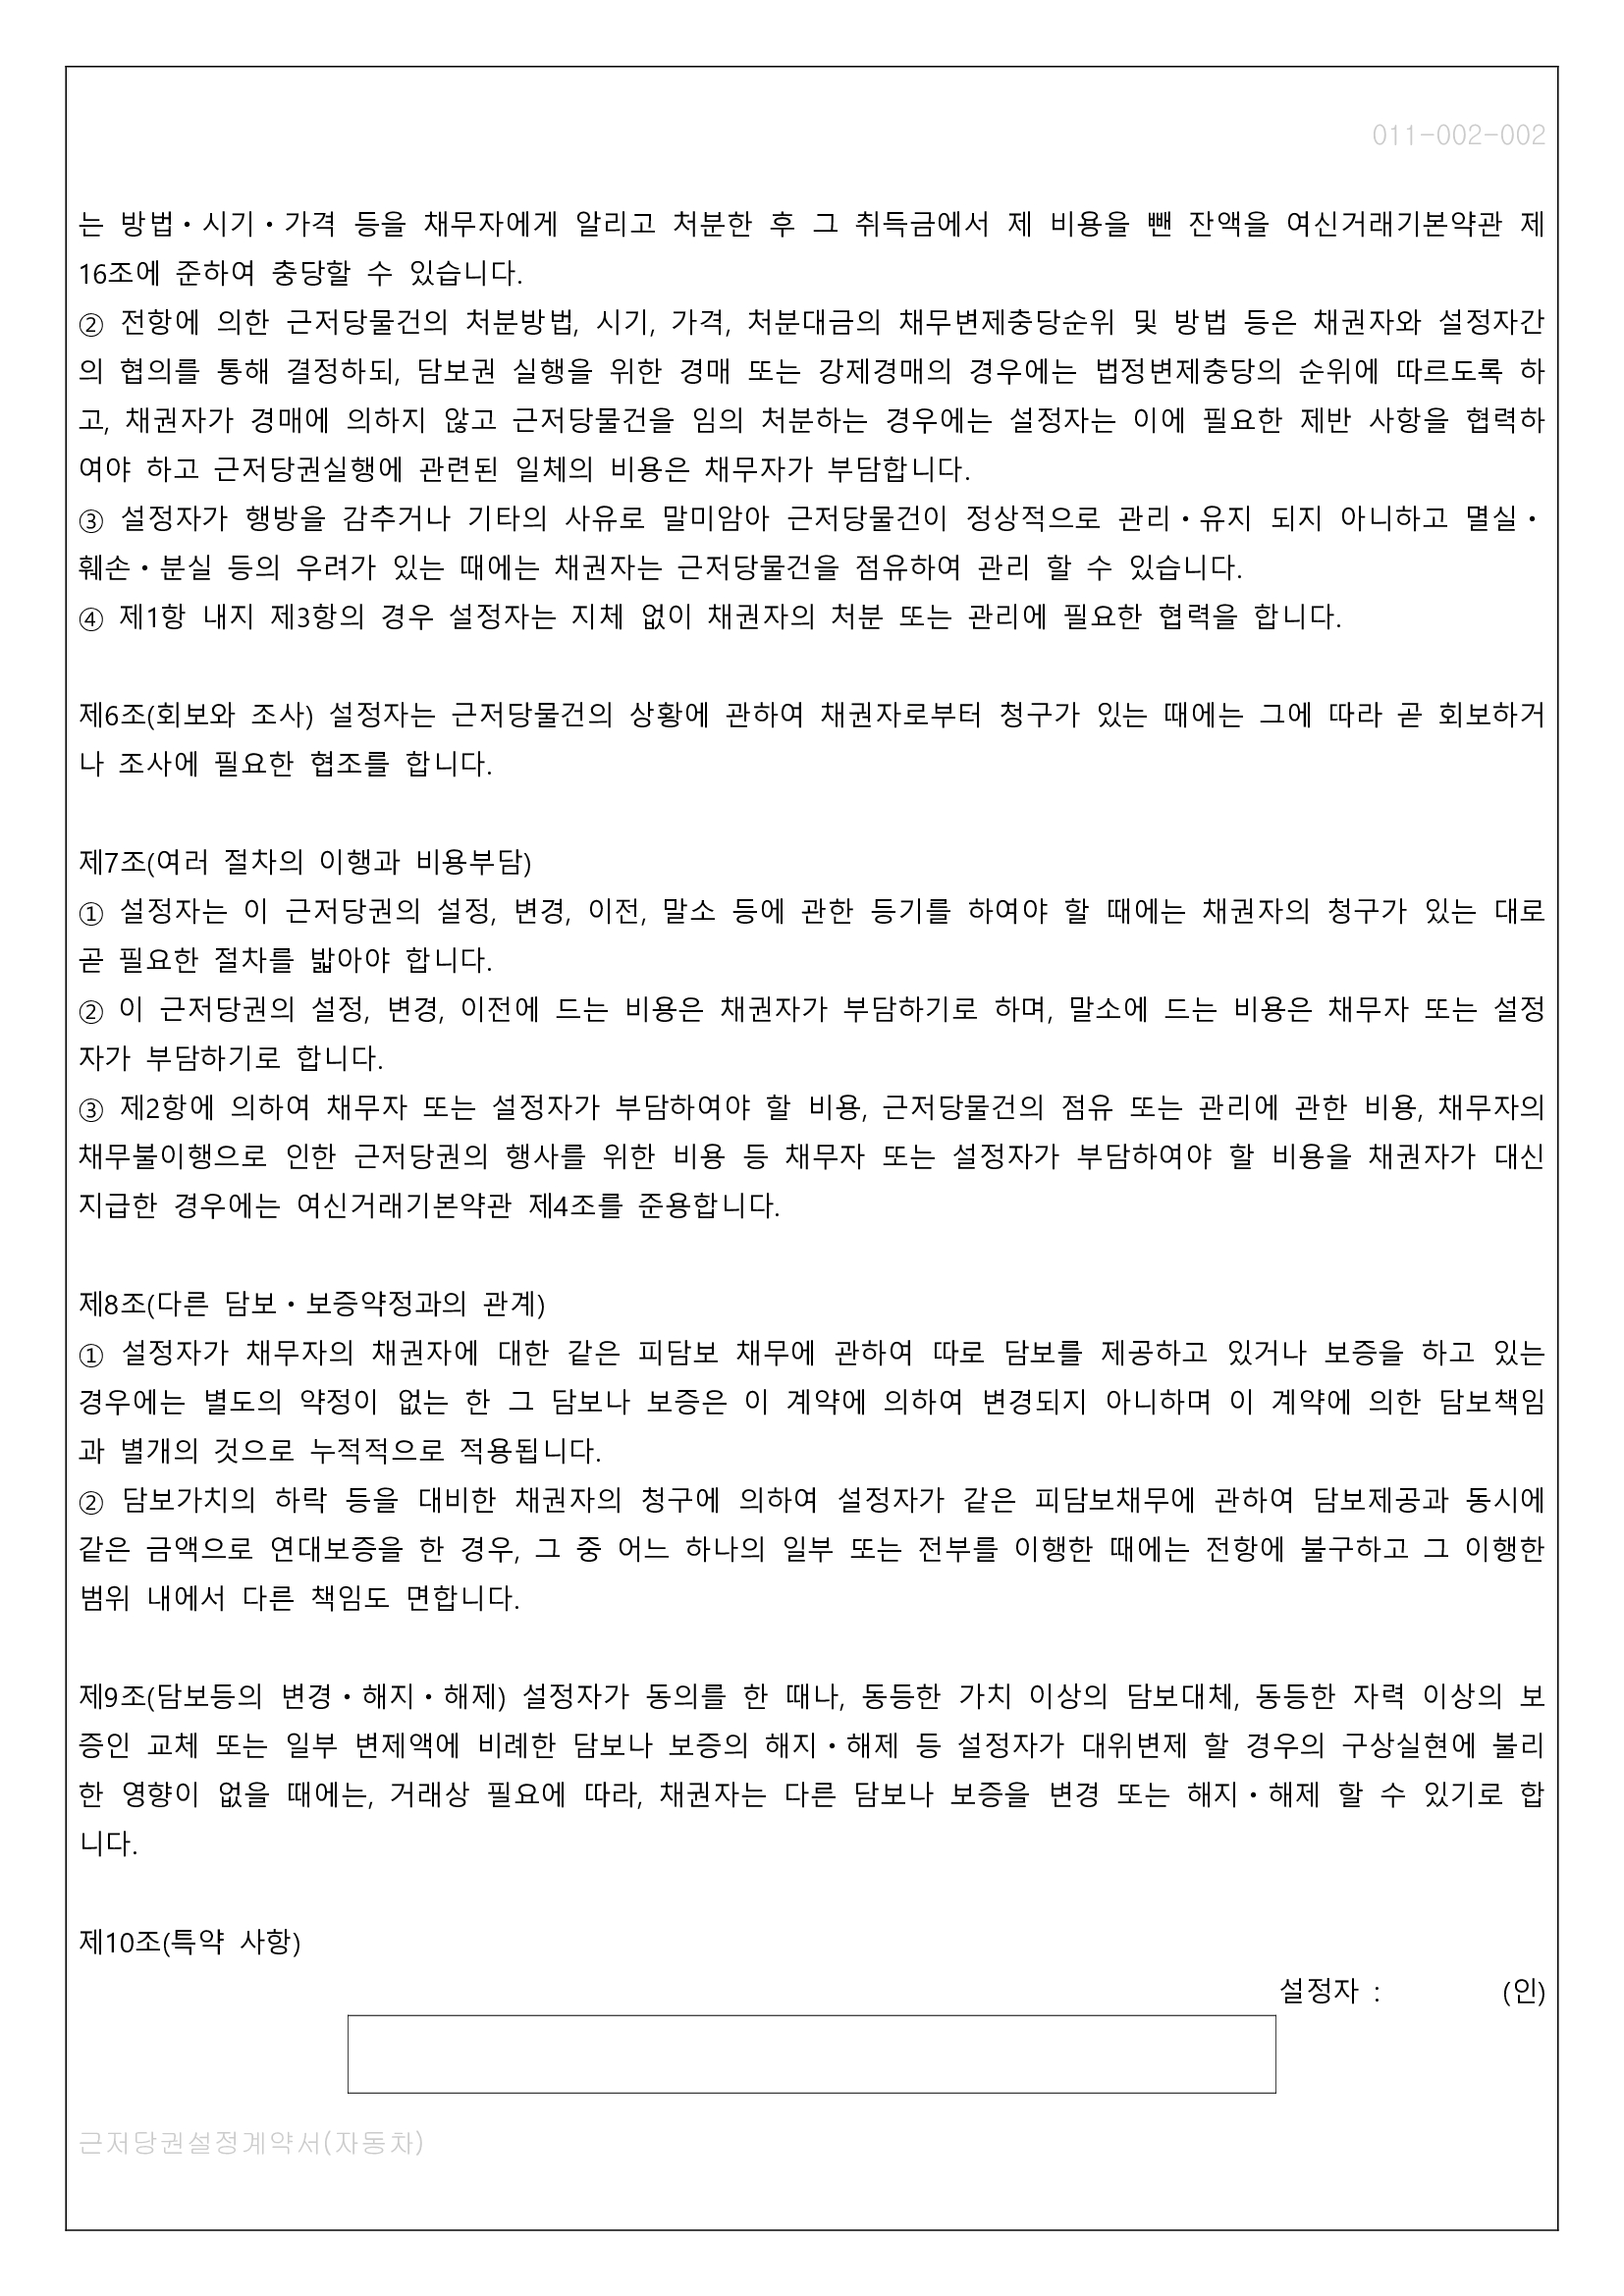 011-002-002
는 방법・시기・가격 등을 채무자에게 알리고 처분한 후 그 취득금에서 제 비용을 뺀 잔액을 여신거래기본약관 제
16조에 준하여 충당할 수 있습니다.
② 전항에 의한 근저당물건의 처분방법, 시기, 가격, 처분대금의 채무변제충당순위 및 방법 등은 채권자와 설정자간
의 협의를 통해 결정하되, 담보권 실행을 위한 경매 또는 강제경매의 경우에는 법정변제충당의 순위에 따르도록 하
고, 채권자가 경매에 의하지 않고 근저당물건을 임의 처분하는 경우에는 설정자는 이에 필요한 제반 사항을 협력하
여야 하고 근저당권실행에 관련된 일체의 비용은 채무자가 부담합니다.
③ 설정자가 행방을 감추거나 기타의 사유로 말미암아 근저당물건이 정상적으로 관리・유지 되지 아니하고 멸실・
훼손・분실 등의 우려가 있는 때에는 채권자는 근저당물건을 점유하여 관리 할 수 있습니다.
④ 제1항 내지 제3항의 경우 설정자는 지체 없이 채권자의 처분 또는 관리에 필요한 협력을 합니다.
제6조(회보와 조사) 설정자는 근저당물건의 상황에 관하여 채권자로부터 청구가 있는 때에는 그에 따라 곧 회보하거
나 조사에 필요한 협조를 합니다.
제7조(여러 절차의 이행과 비용부담)
① 설정자는 이 근저당권의 설정, 변경, 이전, 말소 등에 관한 등기를 하여야 할 때에는 채권자의 청구가 있는 대로
곧 필요한 절차를 밟아야 합니다.
② 이 근저당권의 설정, 변경, 이전에 드는 비용은 채권자가 부담하기로 하며, 말소에 드는 비용은 채무자 또는 설정
자가 부담하기로 합니다.
③ 제2항에 의하여 채무자 또는 설정자가 부담하여야 할 비용, 근저당물건의 점유 또는 관리에 관한 비용, 채무자의
채무불이행으로 인한 근저당권의 행사를 위한 비용 등 채무자 또는 설정자가 부담하여야 할 비용을 채권자가 대신
지급한 경우에는 여신거래기본약관 제4조를 준용합니다.
제8조(다른 담보・보증약정과의 관계)
① 설정자가 채무자의 채권자에 대한 같은 피담보 채무에 관하여 따로 담보를 제공하고 있거나 보증을 하고 있는
경우에는 별도의 약정이 없는 한 그 담보나 보증은 이 계약에 의하여 변경되지 아니하며 이 계약에 의한 담보책임
과 별개의 것으로 누적적으로 적용됩니다.
② 담보가치의 하락 등을 대비한 채권자의 청구에 의하여 설정자가 같은 피담보채무에 관하여 담보제공과 동시에
같은 금액으로 연대보증을 한 경우, 그 중 어느 하나의 일부 또는 전부를 이행한 때에는 전항에 불구하고 그 이행한
범위 내에서 다른 책임도 면합니다.
제9조(담보등의 변경・해지・해제) 설정자가 동의를 한 때나, 동등한 가치 이상의 담보대체, 동등한 자력 이상의 보
증인 교체 또는 일부 변제액에 비례한 담보나 보증의 해지・해제 등 설정자가 대위변제 할 경우의 구상실현에 불리
한 영향이 없을 때에는, 거래상 필요에 따라, 채권자는 다른 담보나 보증을 변경 또는 해지・해제 할 수 있기로 합
니다.
제10조(특약 사항)
설정자 : (인)
근저당권설정계약서(자동차)